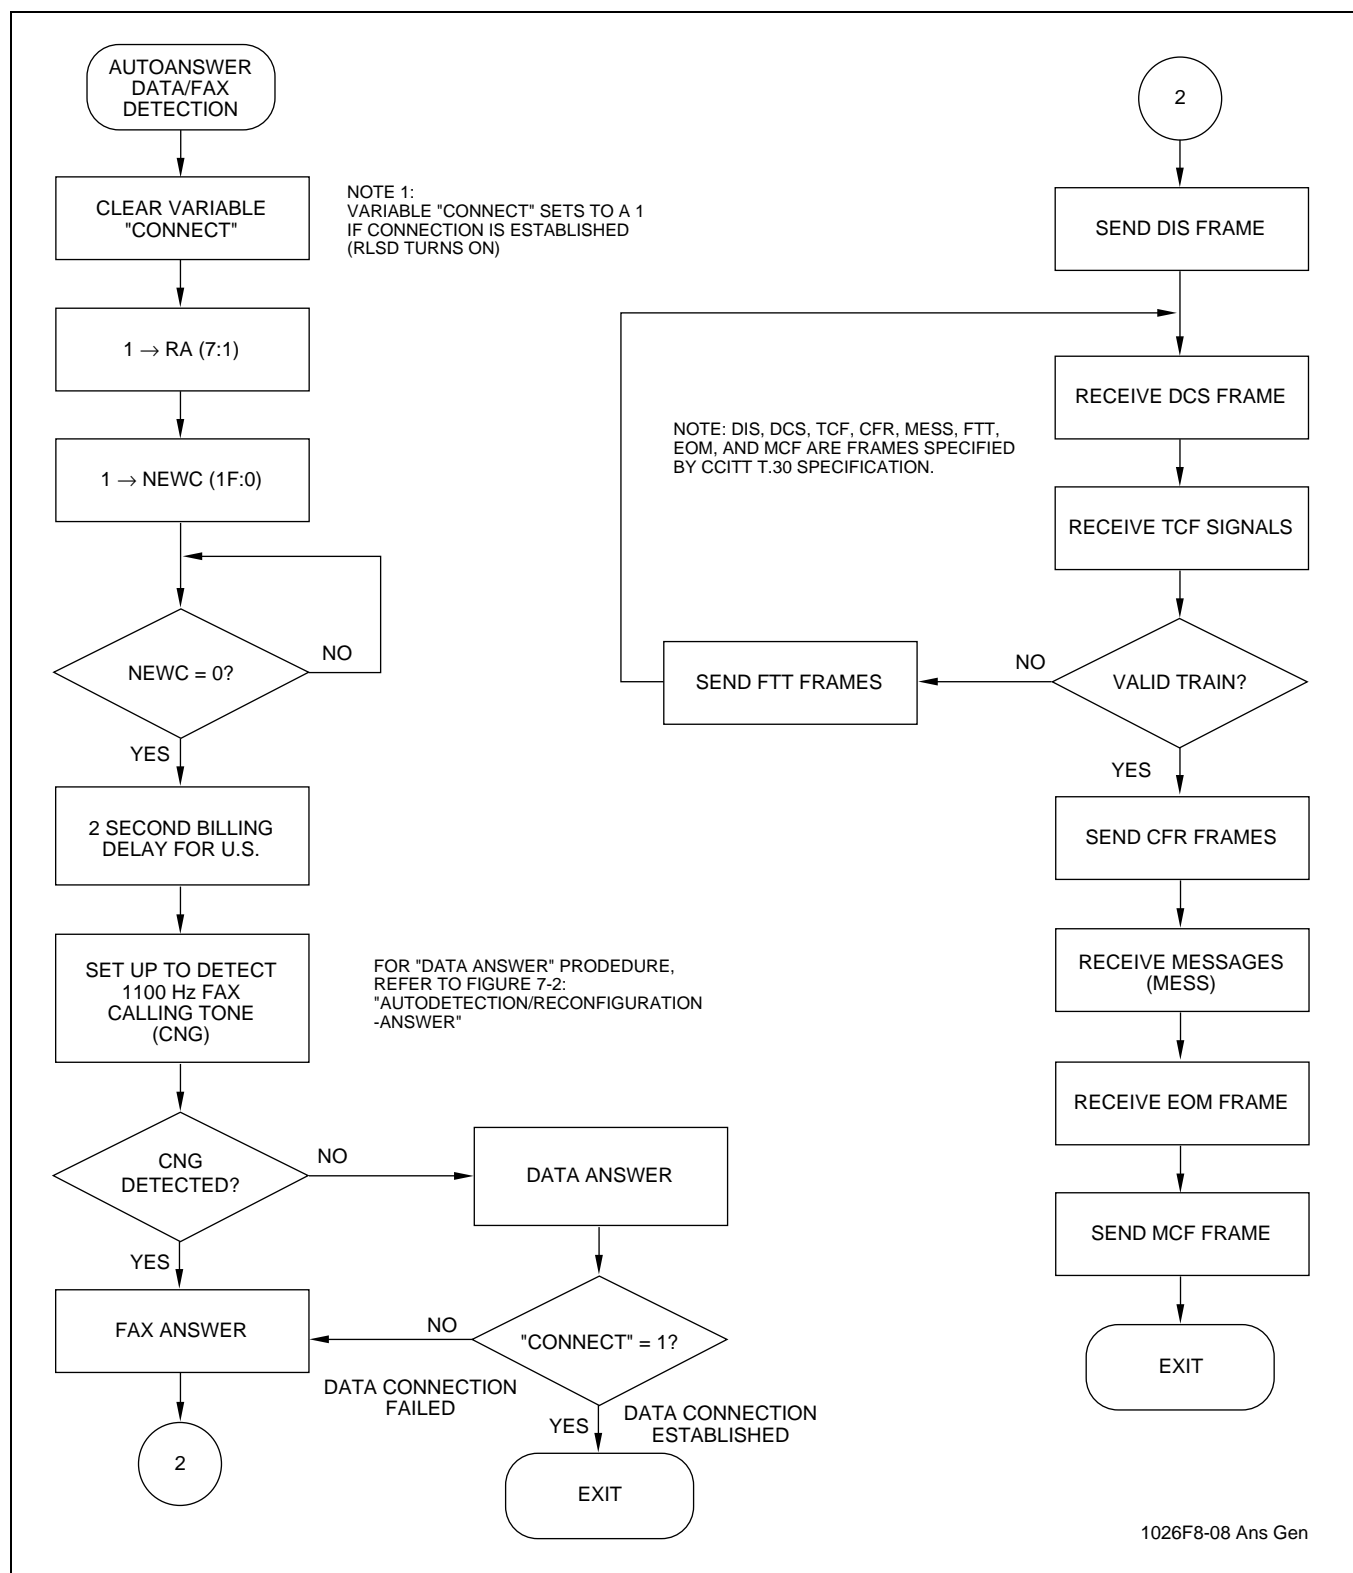 AUTOANSWER
DATA/FAX
DETECTION
CLEAR VARIABLE
"CONNECT"
NOTE 1:
VARIABLE "CONNECT" SETS TO A 1
IF CONNECTION IS ESTABLISHED
(RLSD TURNS ON)
1 → RA (7:1)
1 → NEWC (1F:0)
NEWC = 0?
NO
YES
2 SECOND BILLING
DELAY FOR U.S.
SET UP TO DETECT
1100 Hz FAX
CALLING TONE
(CNG)
FOR "DATA ANSWER" PRODEDURE,
REFER TO FIGURE 7-2:
"AUTODETECTION/RECONFIGURATION
-ANSWER"
CNG
DETECTED?
NO
DATA ANSWER
YES
FAX ANSWER
NO
"CONNECT" = 1?
DATA CONNECTION
FAILED
YES
DATA CONNECTION
ESTABLISHED
2
EXIT
2
SEND DIS FRAME
RECEIVE DCS FRAME
NOTE: DIS, DCS, TCF, CFR, MESS, FTT,
EOM, AND MCF ARE FRAMES SPECIFIED
BY CCITT T.30 SPECIFICATION.
RECEIVE TCF SIGNALS
VALID TRAIN?
NO
SEND FTT FRAMES
YES
SEND CFR FRAMES
RECEIVE MESSAGES
(MESS)
RECEIVE EOM FRAME
SEND MCF FRAME
EXIT
1026F8-08 Ans Gen